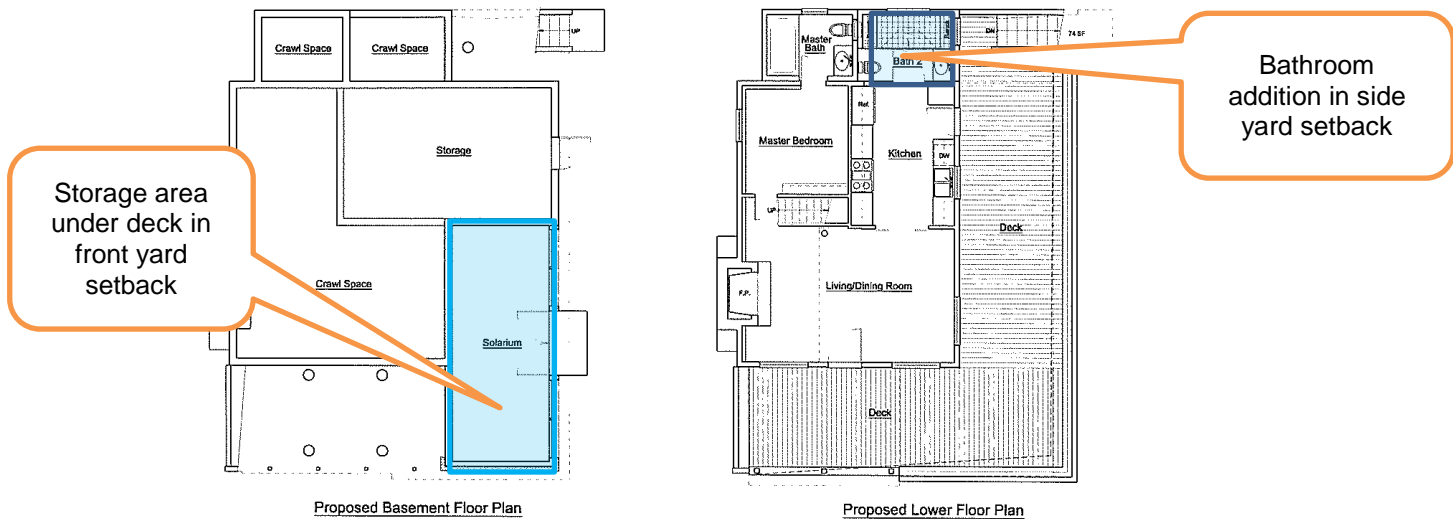 Crawl Space
Crawl Space
UP
Storage
Storage area
under deck in
front yard
setback
Crawl Space
Solarium
Proposed Basement Floor Plan
Master
Bath
Bath 2
DN
74 SF
Bathroom
addition in side
yard setback
Ref.
Master Bedroom
Kitchen
DW
UP
Deck
F.P.
Living/Dining Room
Deck
Proposed Lower Floor Plan